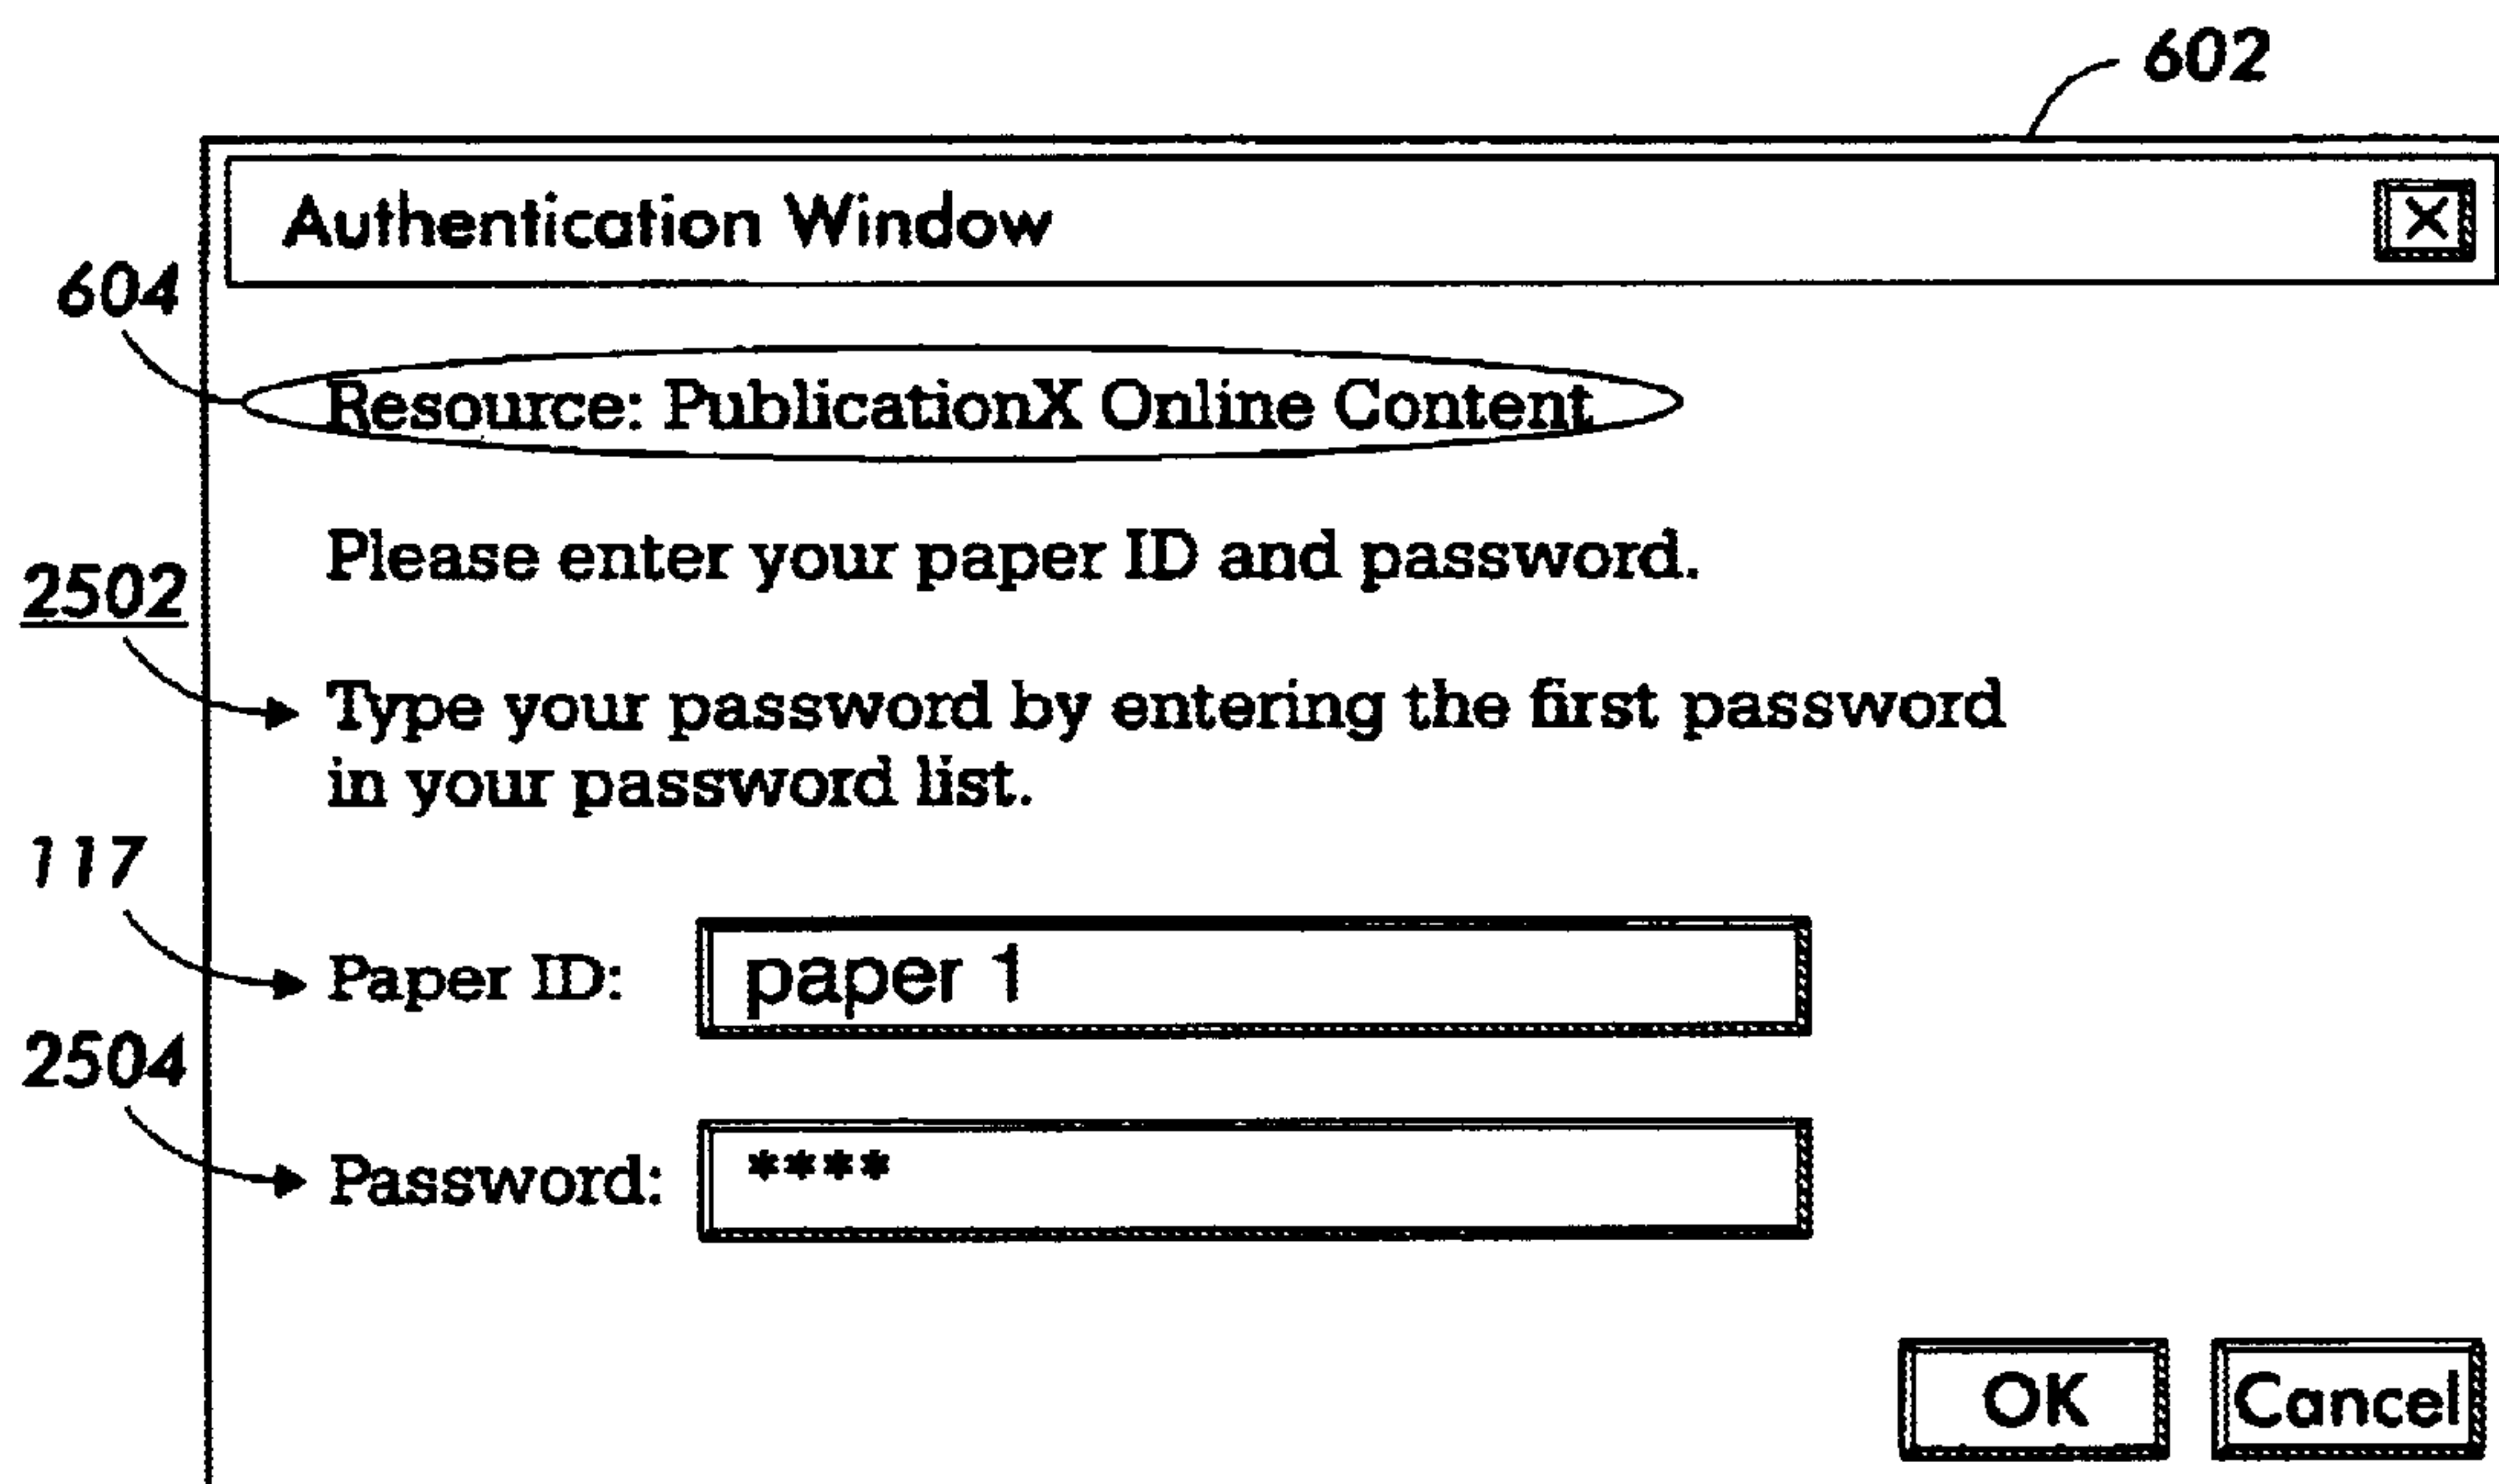 602
Authentication Window X
604
Resource: PublicationX Online Content
Please enter your paper ID and password.
2502
Type your password by entering the first password
in your password list.
117
Paper ID: paper 1
2504
Password: ****
OK Cancel